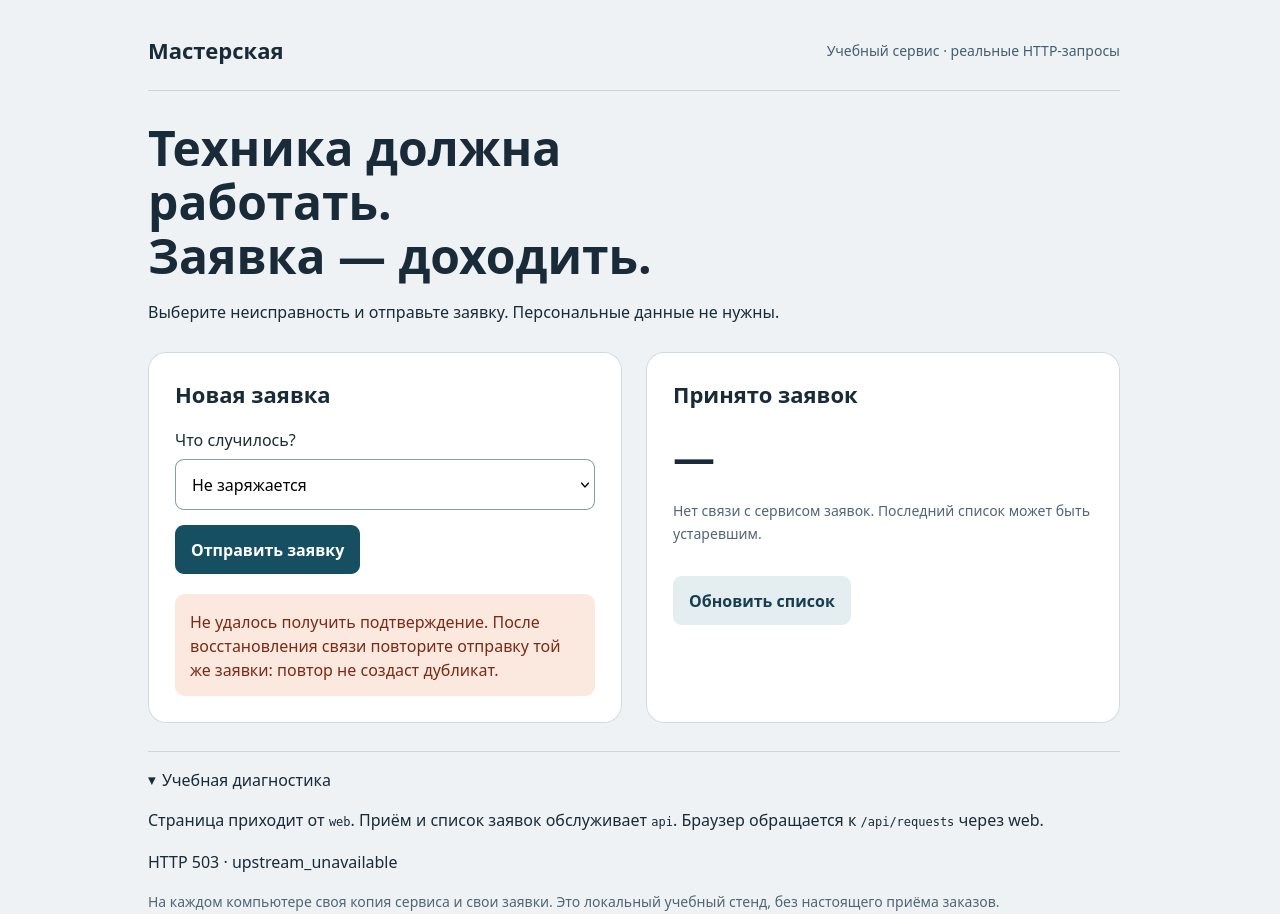 Мастерская
Учебный сервис · реальные HTTP-запросы
Техника должна
работать.
Заявка — доходить.
Выберите неисправность и отправьте заявку. Персональные данные не нужны.
Новая заявка
Что случилось?
Не заряжается
Отправить заявку
Не удалось получить подтверждение. После
восстановления связи повторите отправку той
же заявки: повтор не создаст дубликат.
Принято заявок
—
Нет связи с сервисом заявок. Последний список может быть
устаревшим.
Обновить список
▾ Учебная диагностика
Страница приходит от web. Приём и список заявок обслуживает api. Браузер обращается к /api/requests через web.
HTTP 503 · upstream_unavailable
На каждом компьютере своя копия сервиса и свои заявки. Это локальный учебный стенд, без настоящего приёма заказов.